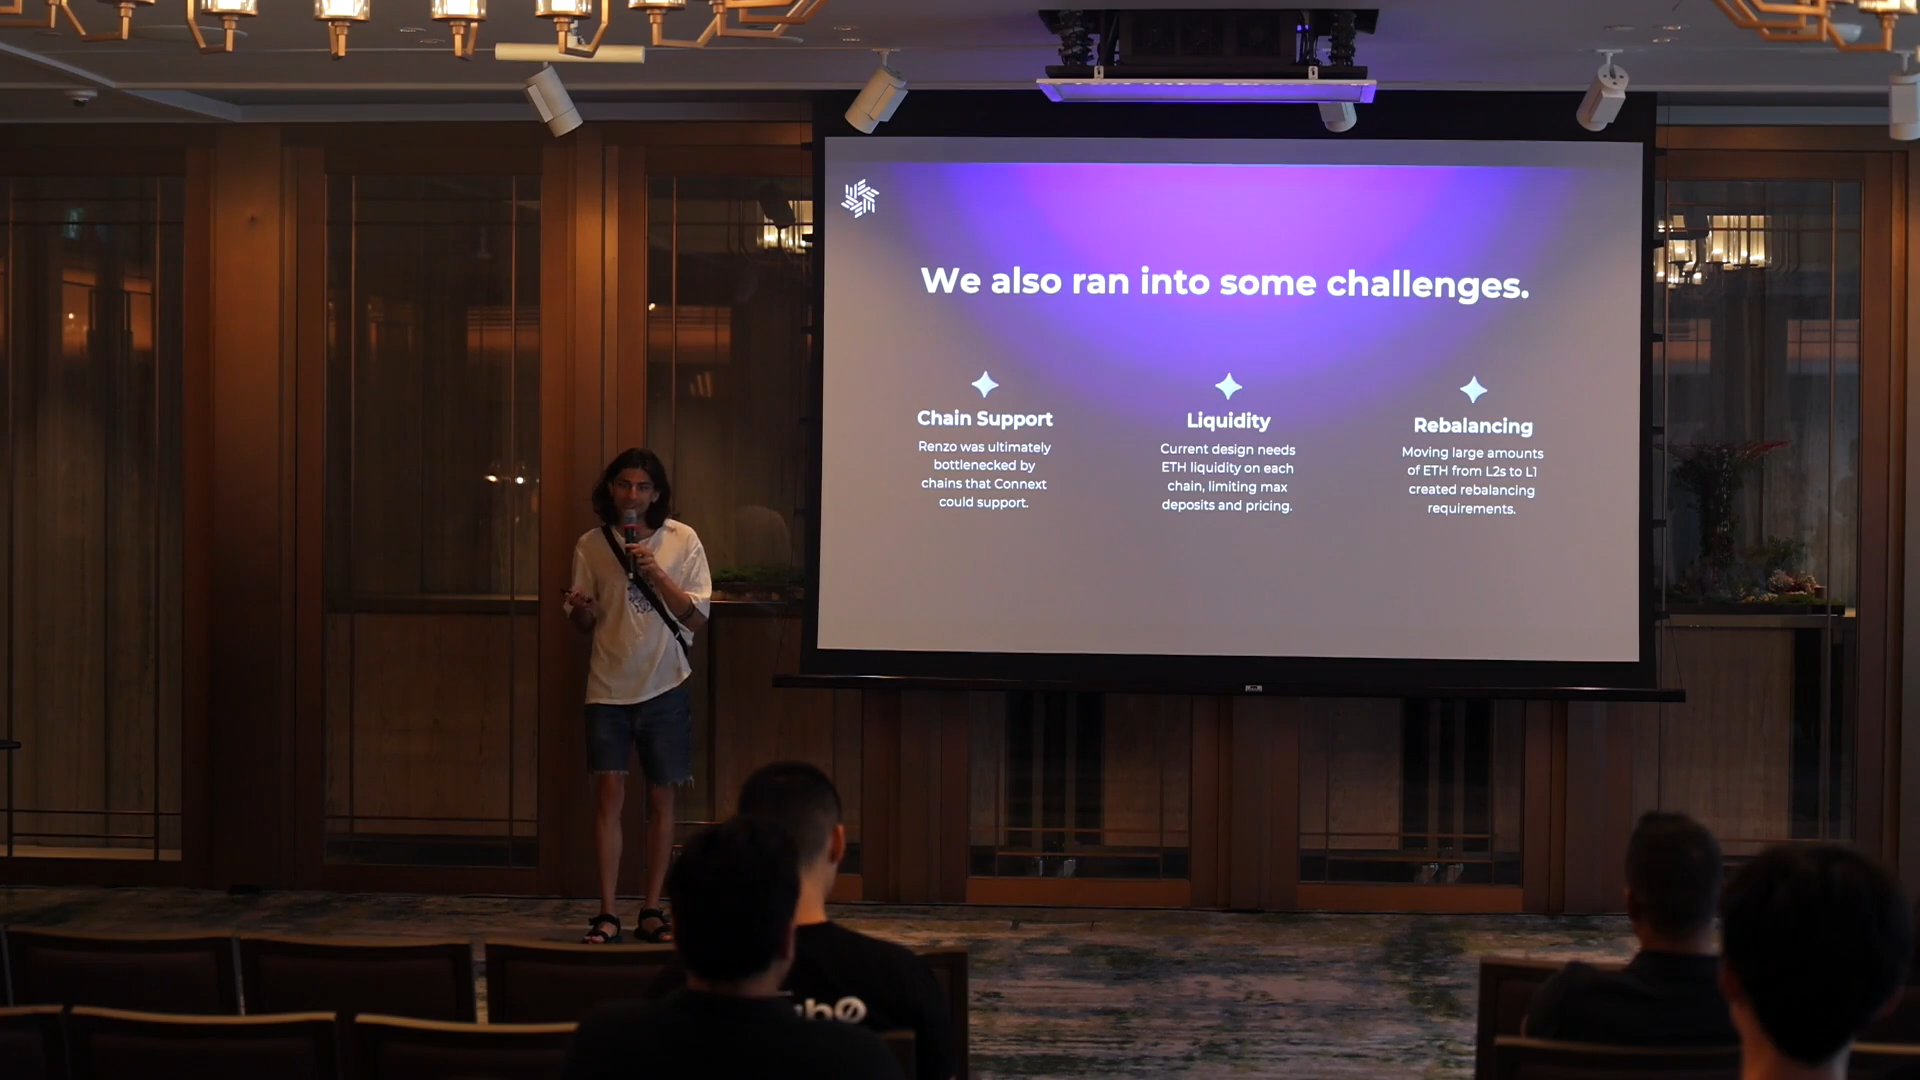 We also ran into some challenges.
Chain Support
Renzo was ultimately
bottlenecked by
chains that Connext
could support.
Liquidity
Current design needs
ETH liquidity on each
chain, limiting max
deposits and pricing.
Rebalancing
Moving large amounts
of ETH from L2s to L1
created rebalancing
requirements.